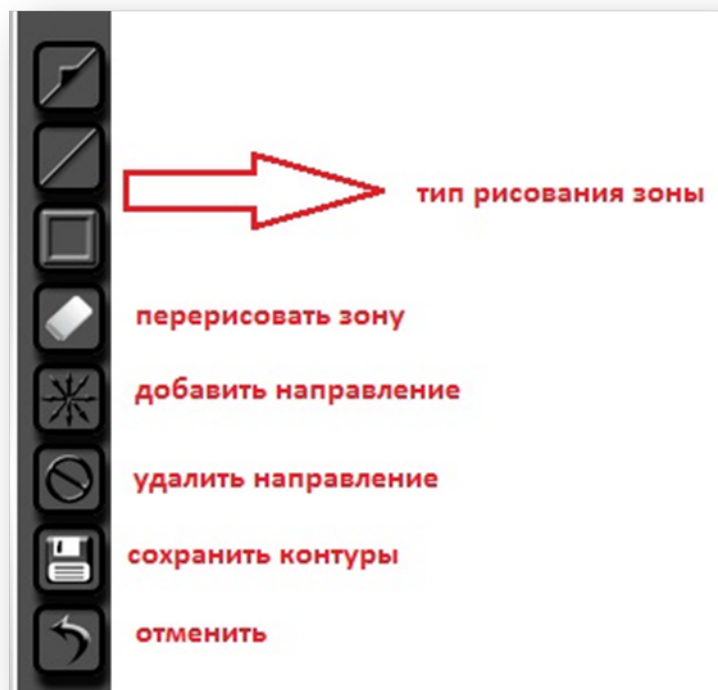 тип рисования зоны
перерисовать зону
добавить направление
удалить направление
сохранить контуры
отменить